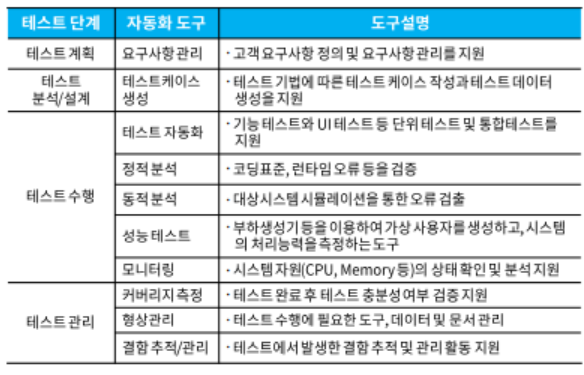 테스트 단계 자동화 도구 도구설명
테스트 계획 요구사항 관리 · 고객 요구사항 정의 및 요구사항 관리를 지원
테스트 분석/설계 테스트케이스 생성 · 테스트 기법에 따른 테스트 케이스 작성과 테스트 데이터
생성을 지원
테스트 수행
테스트 자동화 · 기능 테스트와 UI 테스트 등 단위 테스트 및 통합테스트를
지원
정적 분석 · 코딩표준, 런타임 오류 등을 검증
동적 분석 · 대상시스템 시뮬레이션을 통한 오류 검출
성능 테스트 · 부하생성기 등을 이용하여 가상 사용자를 생성하고, 시스템
의 처리능력을 측정하는 도구
모니터링 · 시스템 자원(CPU, Memory 등)의 상태 확인 및 분석 지원
테스트 관리
커버리지 측정 · 테스트 완료 후 테스트 충분성 여부 검증 지원
형상관리 · 테스트 수행에 필요한 도구, 데이터 및 문서 관리
결함 추적/관리 · 테스트에서 발생한 결함 추적 및 관리 활동 지원